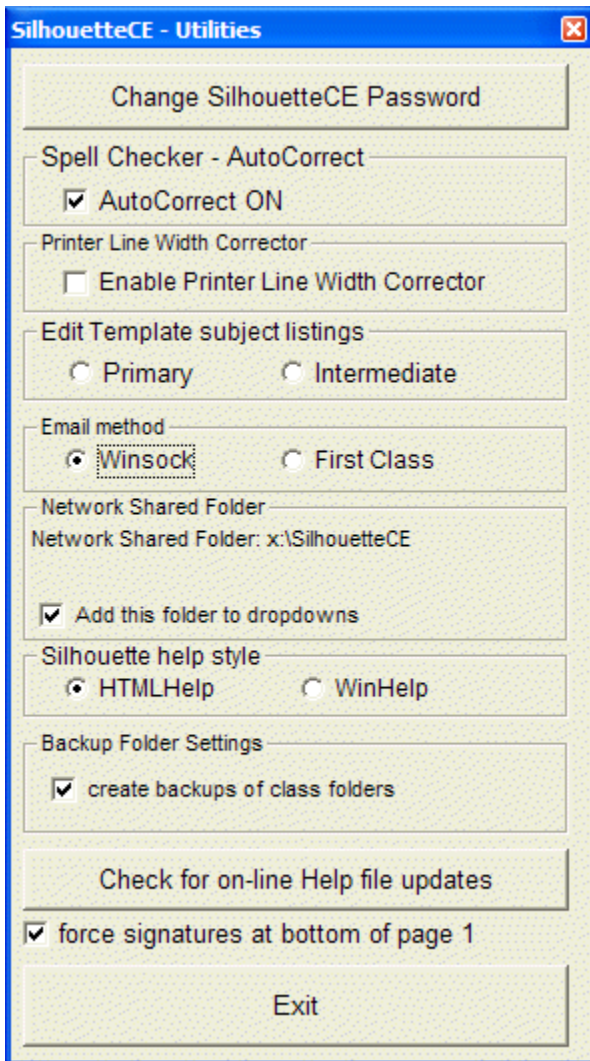 SilhouetteCE - Utilities
Change SilhouetteCE Password
Spell Checker - AutoCorrect
AutoCorrect ON
Printer Line Width Corrector
Enable Printer Line Width Corrector
Edit Template subject listings
Primary Intermediate
Email method
Winsock First Class
Network Shared Folder
Network Shared Folder: x:\SilhouetteCE
Add this folder to dropdowns
Silhouette help style
HTMLHelp WinHelp
Backup Folder Settings
create backups of class folders
Check for on-line Help file updates
force signatures at bottom of page 1
Exit